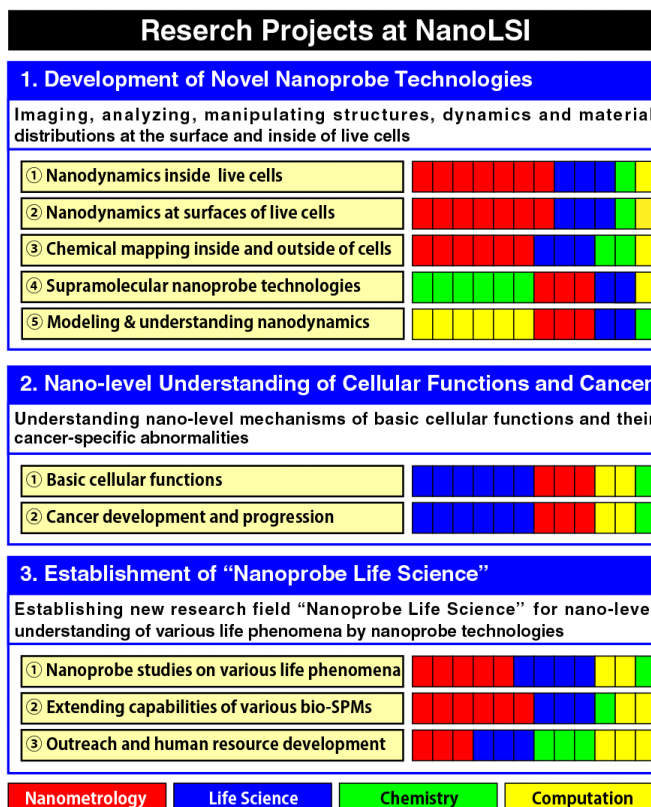 Reserch Projects at NanoLSI
1. Development of Novel Nanoprobe Technologies
Imaging, analyzing, manipulating structures, dynamics and material
distributions at the surface and inside of live cells
① Nanodynamics inside live cells
② Nanodynamics at surfaces of live cells
③ Chemical mapping inside and outside of cells
④ Supramolecular nanoprobe technologies
⑤ Modeling & understanding nanodynamics
2. Nano-level Understanding of Cellular Functions and Cancer
Understanding nano-level mechanisms of basic cellular functions and their
cancer-specific abnormalities
① Basic cellular functions
② Cancer development and progression
3. Establishment of “Nanoprobe Life Science”
Establishing new research field “Nanoprobe Life Science” for nano-leve
understanding of various life phenomena by nanoprobe technologies
① Nanoprobe studies on various life phenomena
② Extending capabilities of various bio-SPMs
③ Outreach and human resource development
Nanometrology Life Science Chemistry Computation